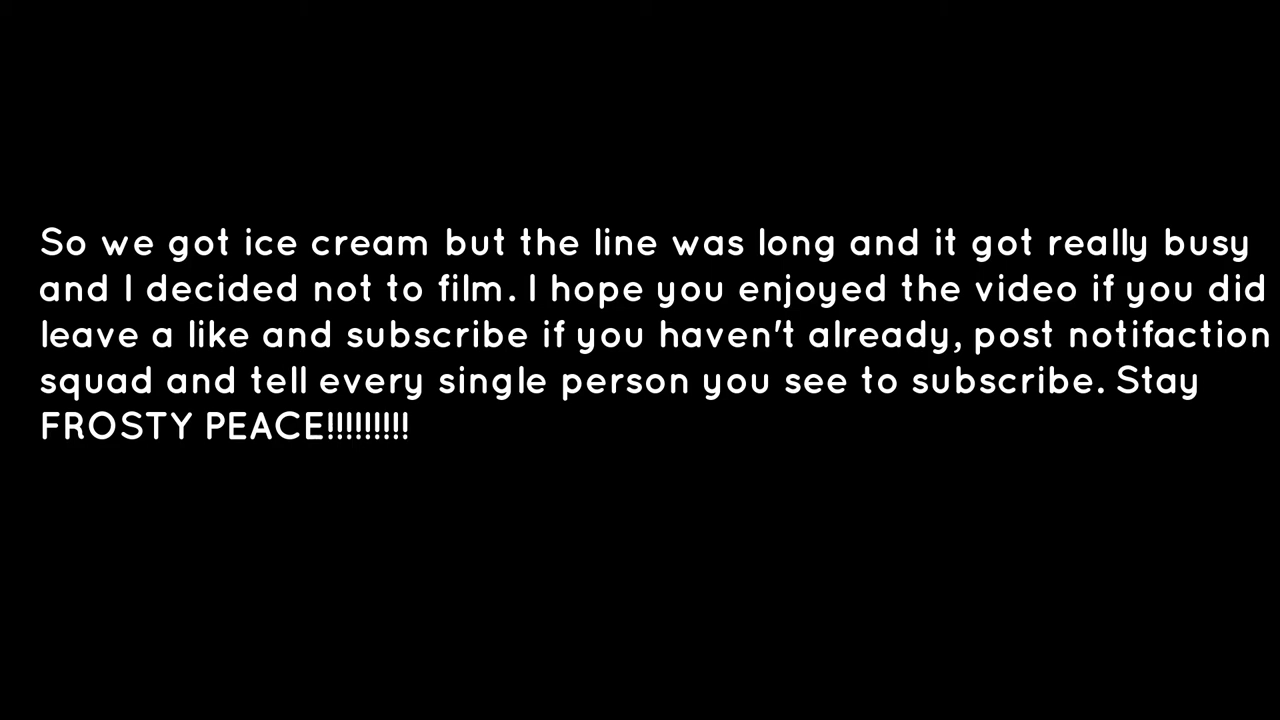 So we got ice cream but the line was long and it got really busy
and I decided not to film. I hope you enjoyed the video if you did
leave a like and subscribe if you haven't already, post notifaction
squad and tell every single person you see to subscribe. Stay
FROSTY PEACE!!!!!!!!!